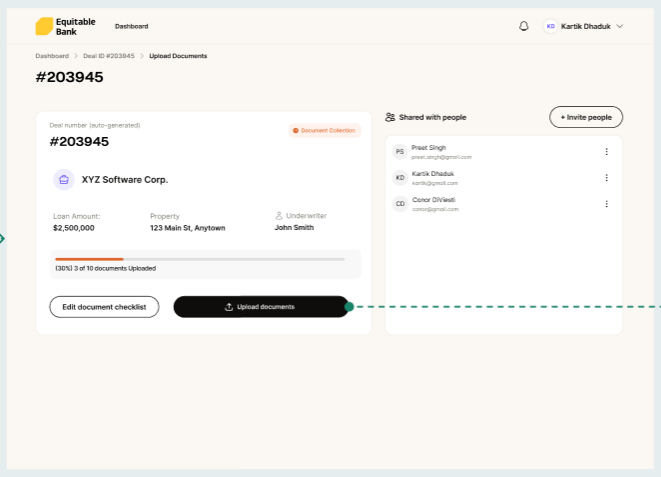 Equitable
Bank
Dashboard
KD Kartik Dhaduk
Dashboard > Deal ID #203945 > Upload Documents
#203945
Deal number (auto-generated)
Document Collection
#203945
XYZ Software Corp.
Loan Amount:
$2,500,000
Property
123 Main St, Anytown
Underwriter
John Smith
(30%) 3 of 10 documents Uploaded
Edit document checklist
Upload documents
Shared with people
+ Invite people
PS
Preet Singh
preet.singh@gmail.com
KD
Kartik Dhaduk
kartik@gmail.com
CD
Conor DiViesti
conor@gmail.com